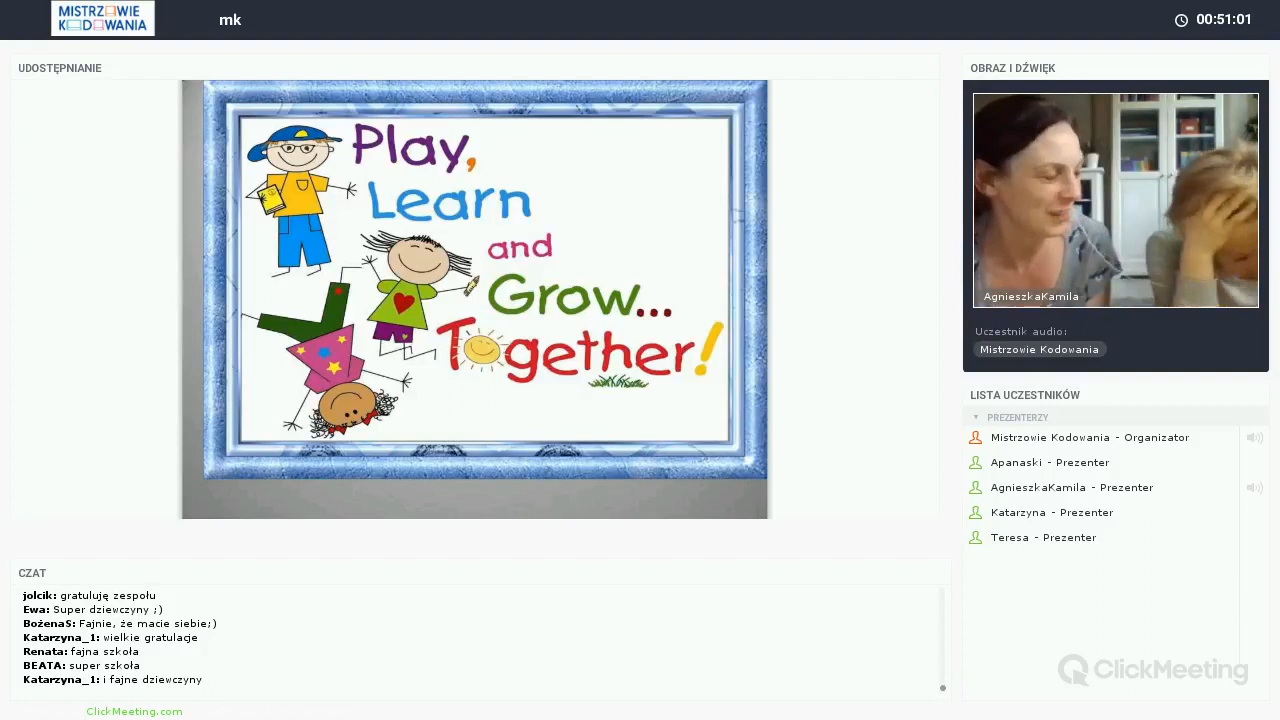 MISTRZOWIE
KODOWANIA
mk
00:51:01
UDOSTĘPNIANIE
Play,
Learn
and
Grow...
Together!
OBRAZ I DŹWIĘK
AgnieszkaKamila
Uczestnik audio:
Mistrzowie Kodowania
LISTA UCZESTNIKÓW
PREZENTERZY
Mistrzowie Kodowania - Organizator
Apanaski - Prezenter
AgnieszkaKamila - Prezenter
Katarzyna - Prezenter
Teresa - Prezenter
CZAT
jolcik: gratuluję zespołu
Ewa: Super dziewczyny ;)
BożenaS: Fajnie, że macie siebie;)
Katarzyna_1: wielkie gratulacje
Renata: fajna szkoła
BEATA: super szkoła
Katarzyna_1: i fajne dziewczyny
ClickMeeting
ClickMeeting.com